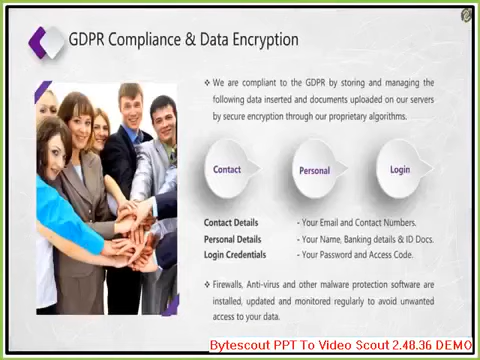 GDPR Compliance & Data Encryption
❖ We are compliant to the GDPR by storing and managing the
following data inserted and documents uploaded on our servers
by secure encryption through our proprietary algorithms.
Contact Personal Login
Contact Details - Your Email and Contact Numbers.
Personal Details - Your Name, Banking details & ID Docs.
Login Credentials - Your Password and Access Code.
❖ Firewalls, Anti-virus and other malware protection software are
installed, updated and monitored regularly to avoid unwanted
access to your data.
Bytescout PPT To Video Scout 2.48.36 DEMO